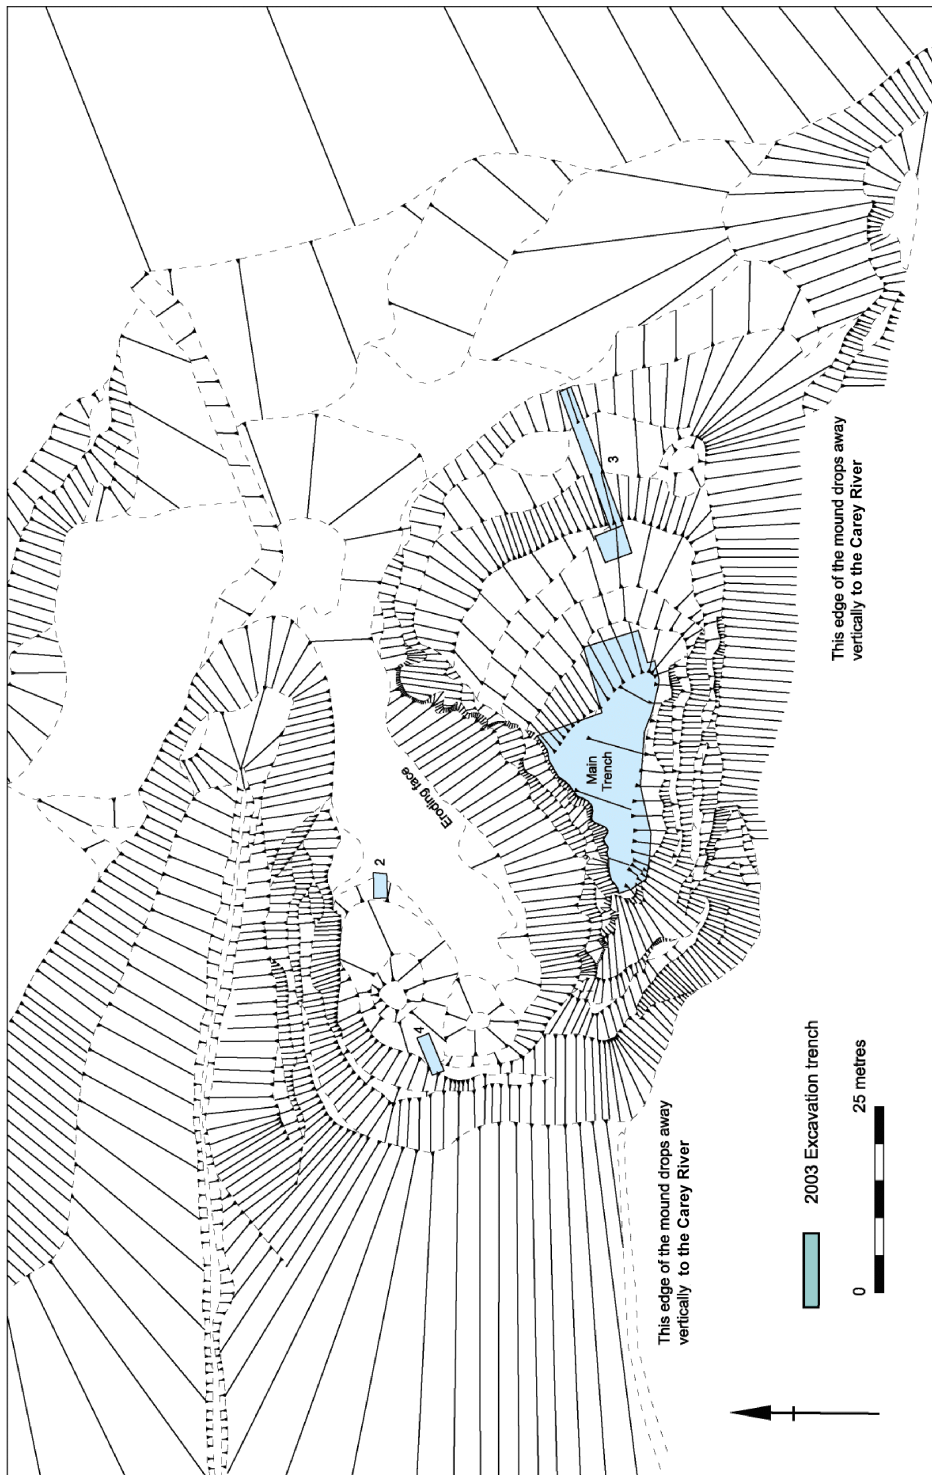 Eroding face
2
4
3
Main
Trench
This edge of the mound drops away
vertically to the Carey River
This edge of the mound drops away
vertically to the Carey River
2003 Excavation trench
0
25 metres